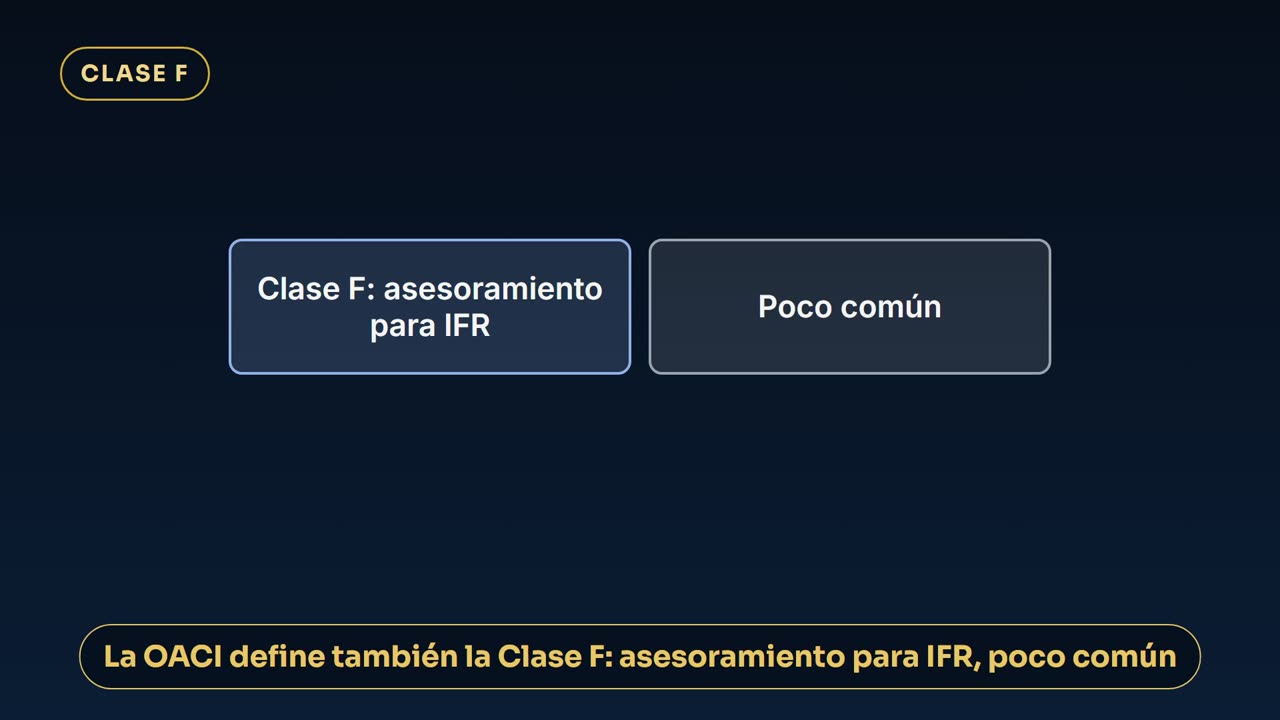 CLASE F
Clase F: asesoramiento
para IFR
Poco común
La OACI define también la Clase F: asesoramiento para IFR, poco común